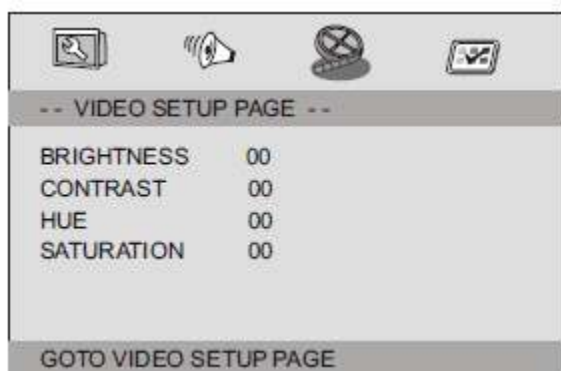 -- VIDEO SETUP PAGE --
BRIGHTNESS 00
CONTRAST 00
HUE 00
SATURATION 00
GOTO VIDEO SETUP PAGE